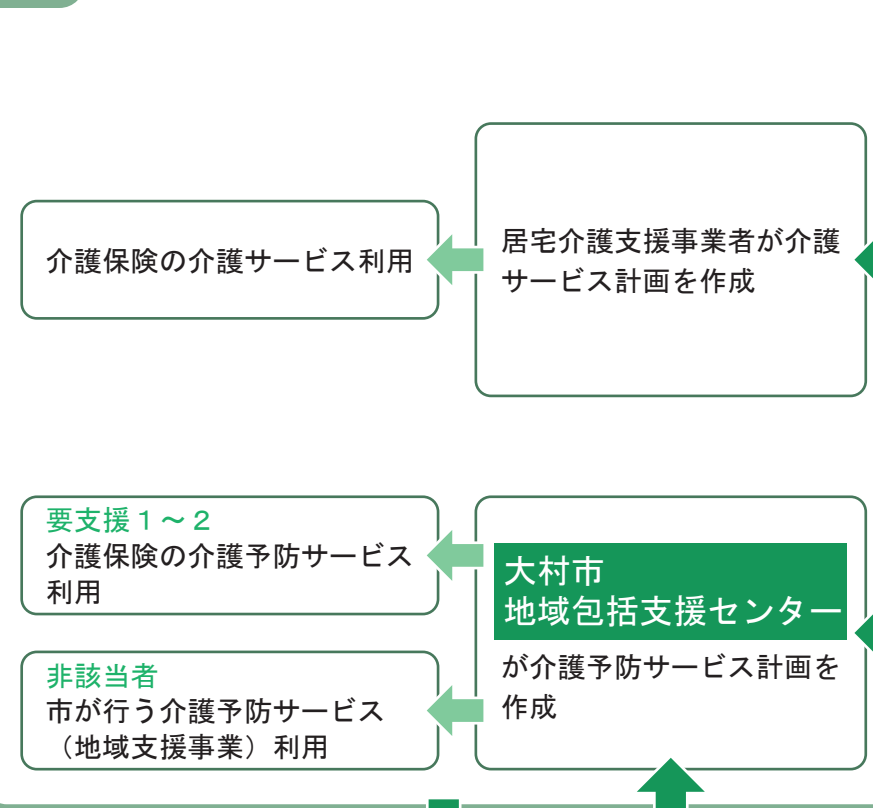 介護保険の介護サービス利用
居宅介護支援事業者が介護
サービス計画を作成
要支援1～2
介護保険の介護予防サービス
利用
非該当者
市が行う介護予防サービス
（地域支援事業）利用
大村市
地域包括支援センター
が介護予防サービス計画を
作成